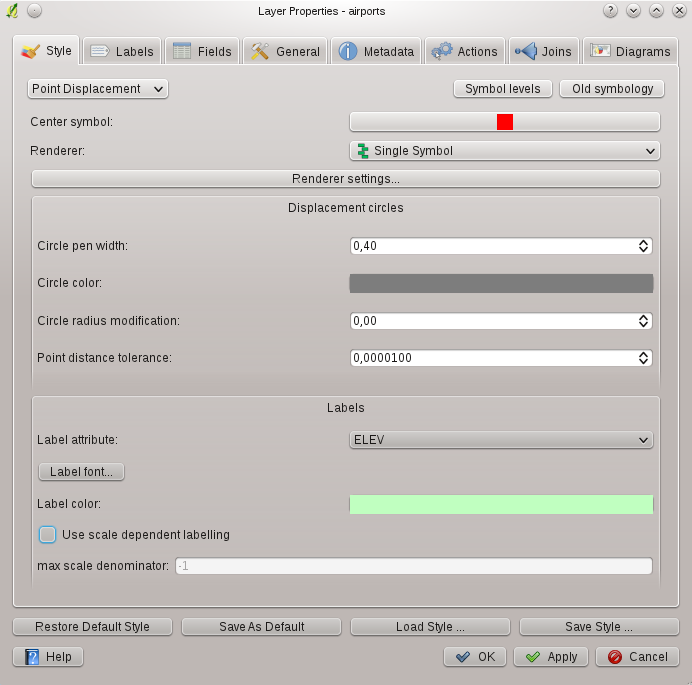 Layer Properties - airports
Style Labels Fields General Metadata Actions Joins Diagrams
Point Displacement Symbol levels Old symbology
Center symbol:
Renderer: Single Symbol
Renderer settings...
Displacement circles
Circle pen width: 0,40
Circle color:
Circle radius modification: 0,00
Point distance tolerance: 0,0000100
Labels
Label attribute: ELEV
Label font...
Label color:
Use scale dependent labelling
max scale denominator: -1
Restore Default Style Save As Default Load Style ... Save Style ...
Help OK Apply Cancel